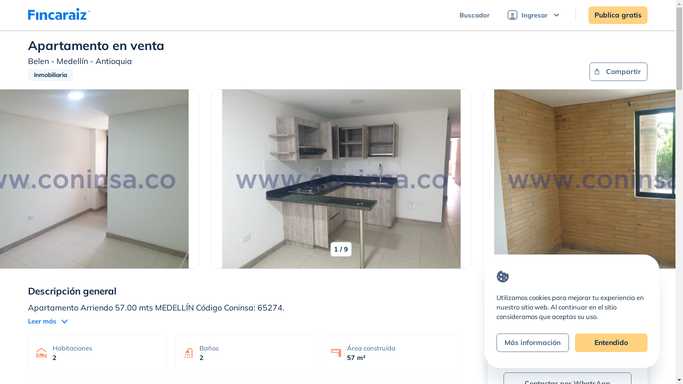 Fincaraiz
Buscador
Ingresar
Publica gratis
Apartamento en venta
Belen - Medellín - Antioquia
Inmobiliaria
Compartir
www.coninsa.co
www.coninsa.co
www.coninsa.co
1 / 9
Descripción general
Apartamento Arriendo 57.00 mts MEDELLÍN Código Coninsa: 65274.
Leer más
Habitaciones
2
Baños
2
Área construida
57 m²
Utilizamos cookies para mejorar tu experiencia en
nuestro sitio web. Al continuar en el sitio
consideramos que aceptas su uso.
Más información
Entendido
Contactar por WhatsApp